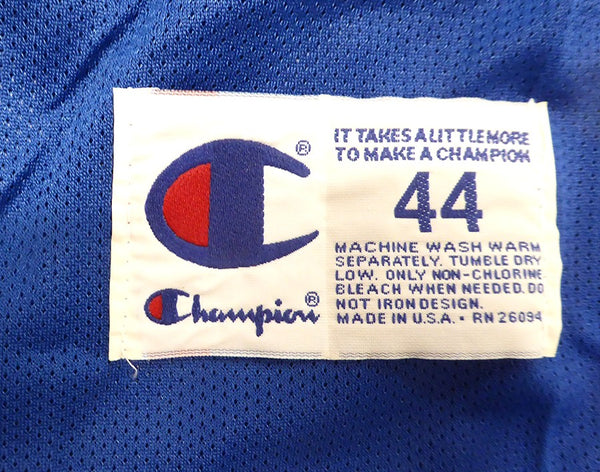 IT TAKES A LITTLE MORE
TO MAKE A CHAMPION
44
MACHINE WASH WARM
SEPARATELY. TUMBLE DRY
LOW. ONLY NON-CHLORINE
BLEACH WHEN NEEDED. DO
NOT IRON DESIGN.
MADE IN U.S.A. • RN 26094
®
Champion®